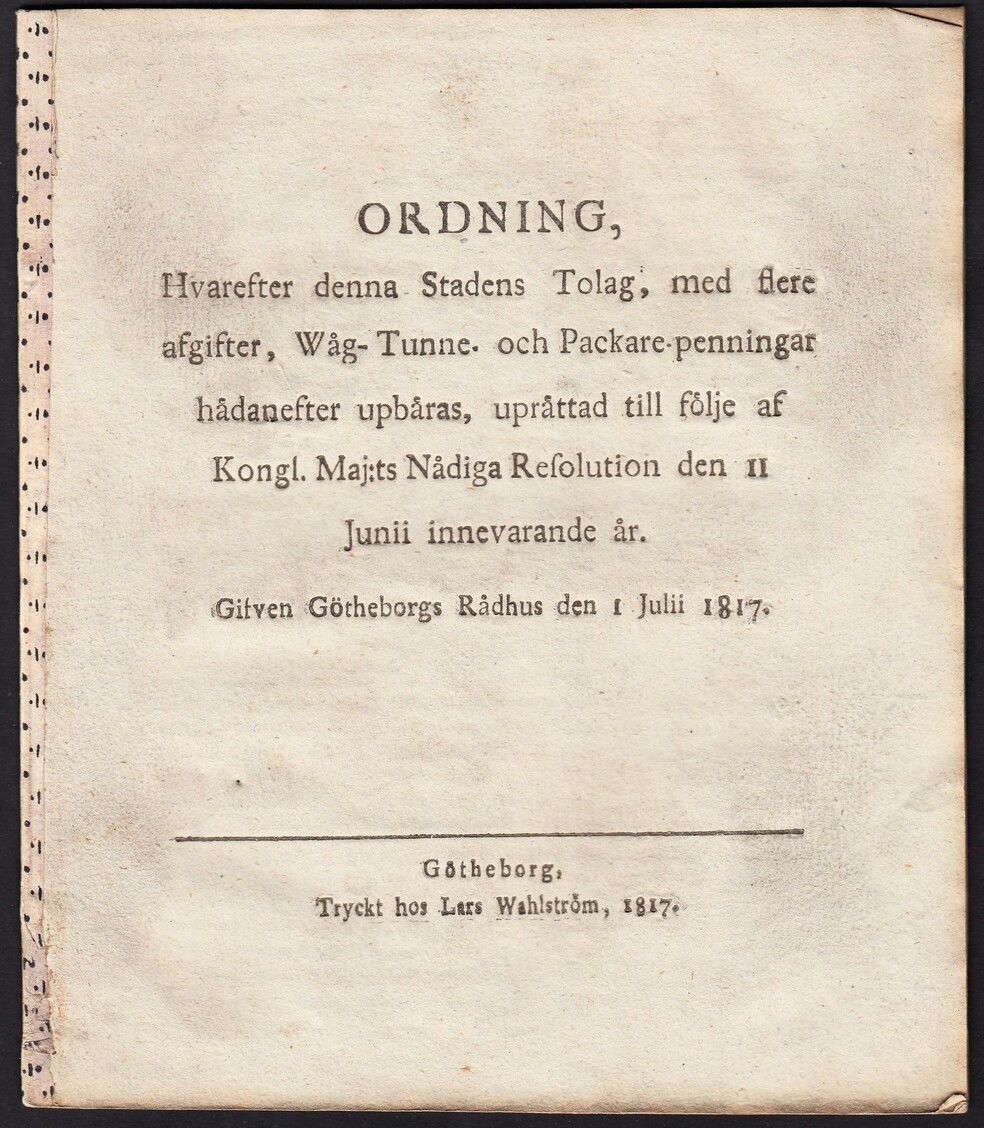 ORDNING,
Hvarefter denna Stadens Tolag, med flere
afgifter, Wåg- Tunne- och Packare-penningar
hådanefter upbåras, upråttad till följe af
Kongl. Maj:ts Nådiga Reſolution den 11
Junii innevarande år.
Gifven Götheborgs Rådhus den 1 Julii 1817.
Götheborg,
Tryckt hos Lars Wahlström, 1817.